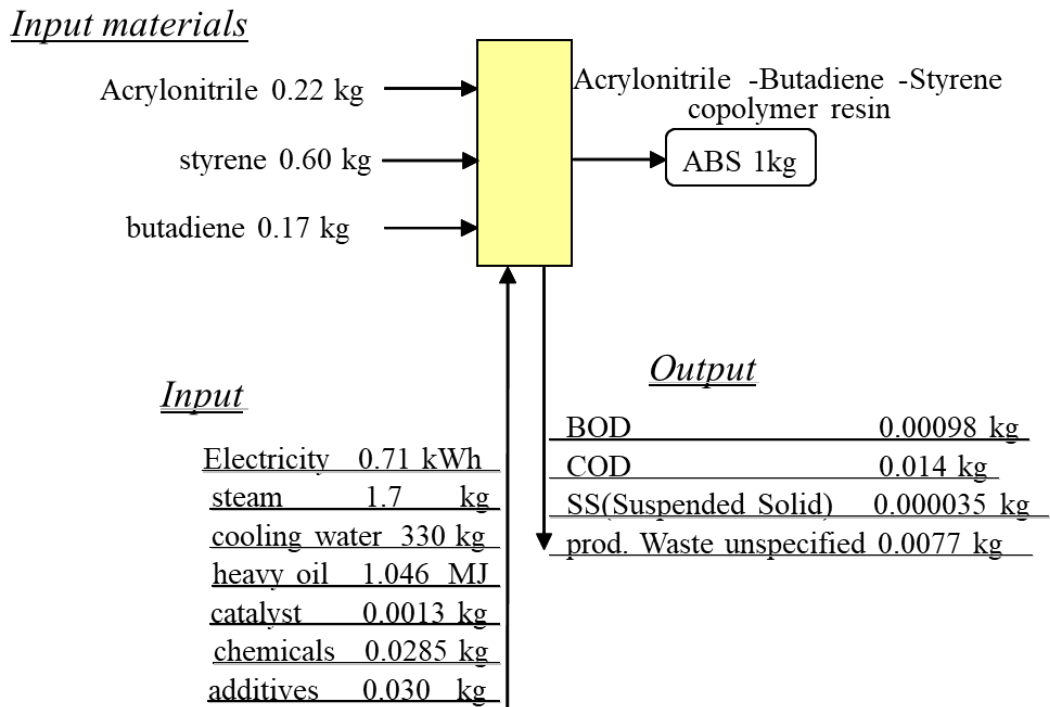 Input materials
Acrylonitrile 0.22 kg
styrene 0.60 kg
butadiene 0.17 kg
Acrylonitrile -Butadiene -Styrene
copolymer resin
ABS 1kg
Input
Electricity 0.71 kWh
steam 1.7 kg
cooling water 330 kg
heavy oil 1.046 MJ
catalyst 0.0013 kg
chemicals 0.0285 kg
additives 0.030 kg
Output
BOD 0.00098 kg
COD 0.014 kg
SS(Suspended Solid) 0.000035 kg
prod. Waste unspecified 0.0077 kg